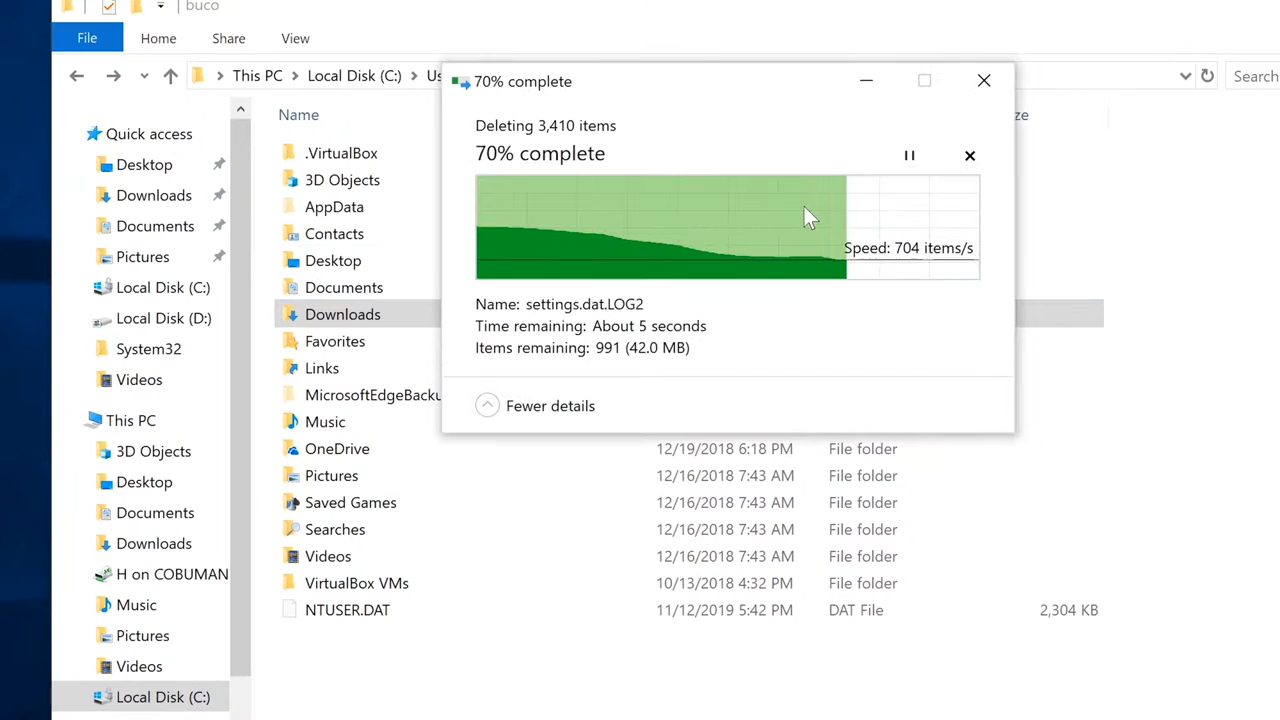 buco
File Home Share View
This PC Local Disk (C:) Us
Search
70% complete
Deleting 3,410 items
70% complete
Speed: 704 items/s
Name: settings.dat.LOG2
Time remaining: About 5 seconds
Items remaining: 991 (42.0 MB)
Fewer details
Quick access
Desktop
Downloads
Documents
Pictures
Local Disk (C:)
Local Disk (D:)
System32
Videos
This PC
3D Objects
Desktop
Documents
Downloads
H on COBUMAN
Music
Pictures
Videos
Local Disk (C:)
Name ze
.VirtualBox
3D Objects
AppData
Contacts
Desktop
Documents
Downloads
Favorites
Links
MicrosoftEdgeBacku
Music
OneDrive 12/19/2018 6:18 PM File folder
Pictures 12/16/2018 7:43 AM File folder
Saved Games 12/16/2018 7:43 AM File folder
Searches 12/16/2018 7:43 AM File folder
Videos 12/16/2018 7:43 AM File folder
VirtualBox VMs 10/13/2018 4:32 PM File folder
NTUSER.DAT 11/12/2019 5:42 PM DAT File 2,304 KB